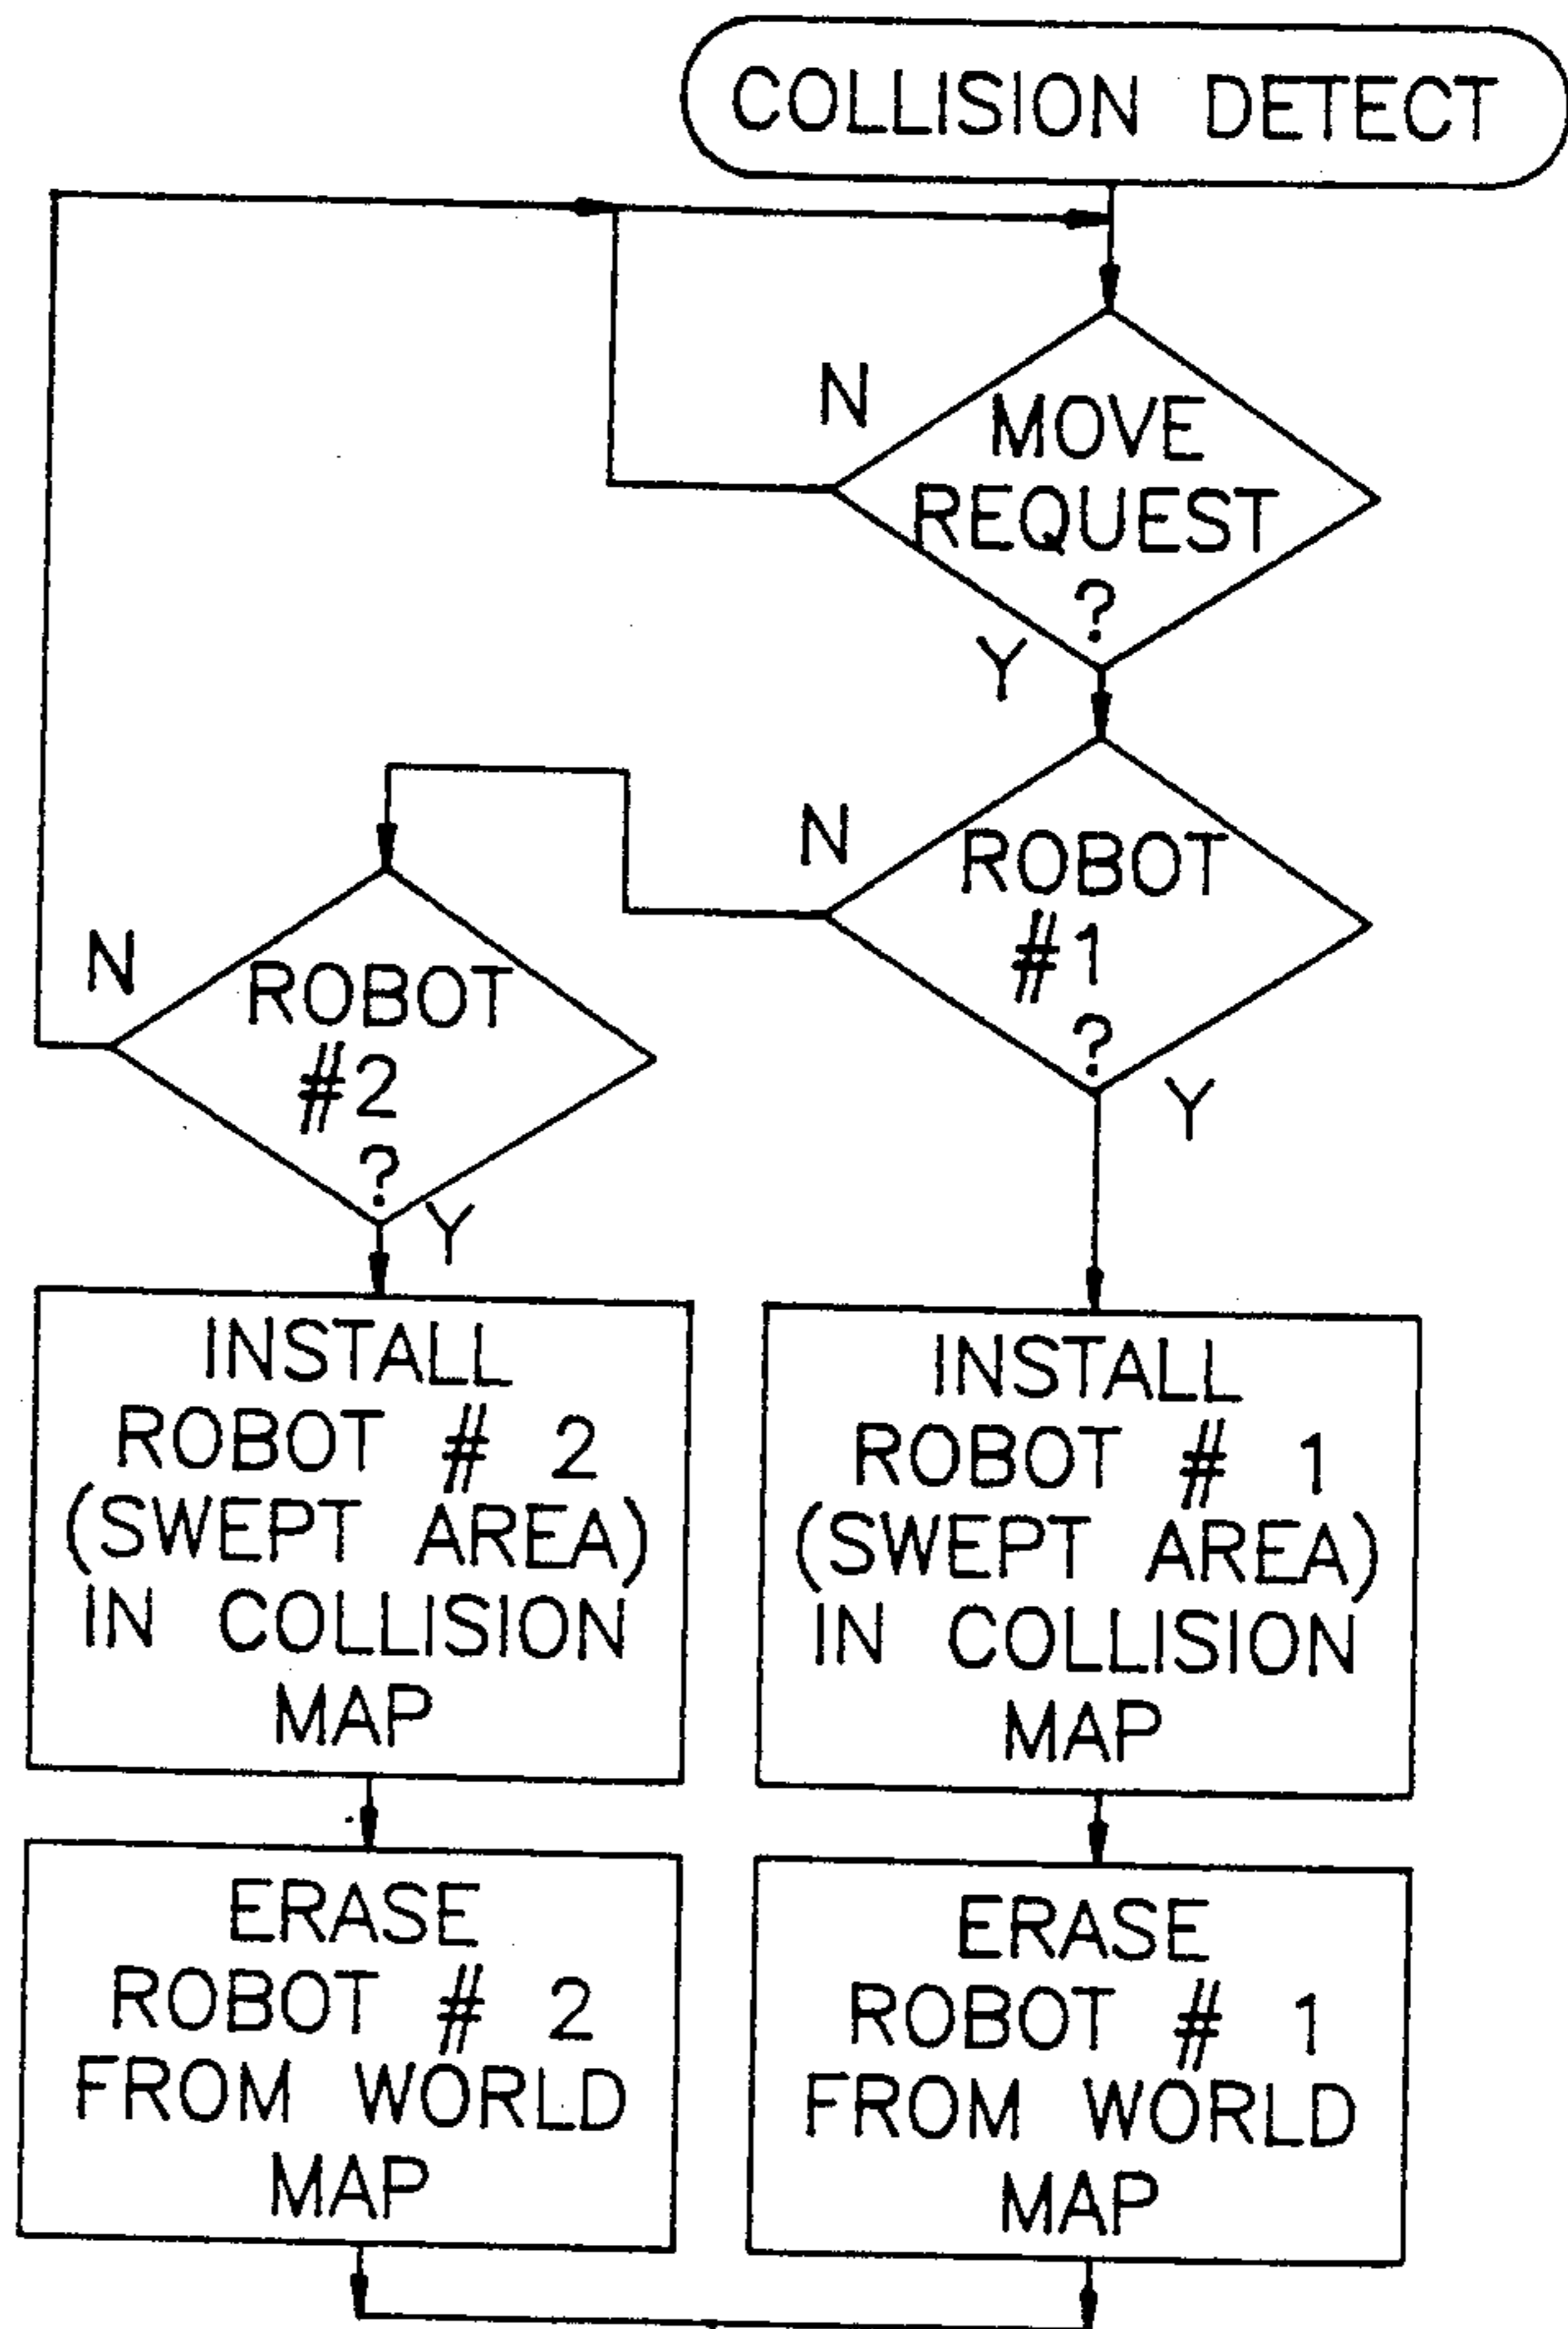 COLLISION DETECT
N
MOVE
REQUEST
?
Y
N
ROBOT
#1
?
Y
N
ROBOT
#2
?
Y
INSTALL
ROBOT # 2
(SWEPT AREA)
IN COLLISION
MAP
INSTALL
ROBOT # 1
(SWEPT AREA)
IN COLLISION
MAP
ERASE
ROBOT # 2
FROM WORLD
MAP
ERASE
ROBOT # 1
FROM WORLD
MAP